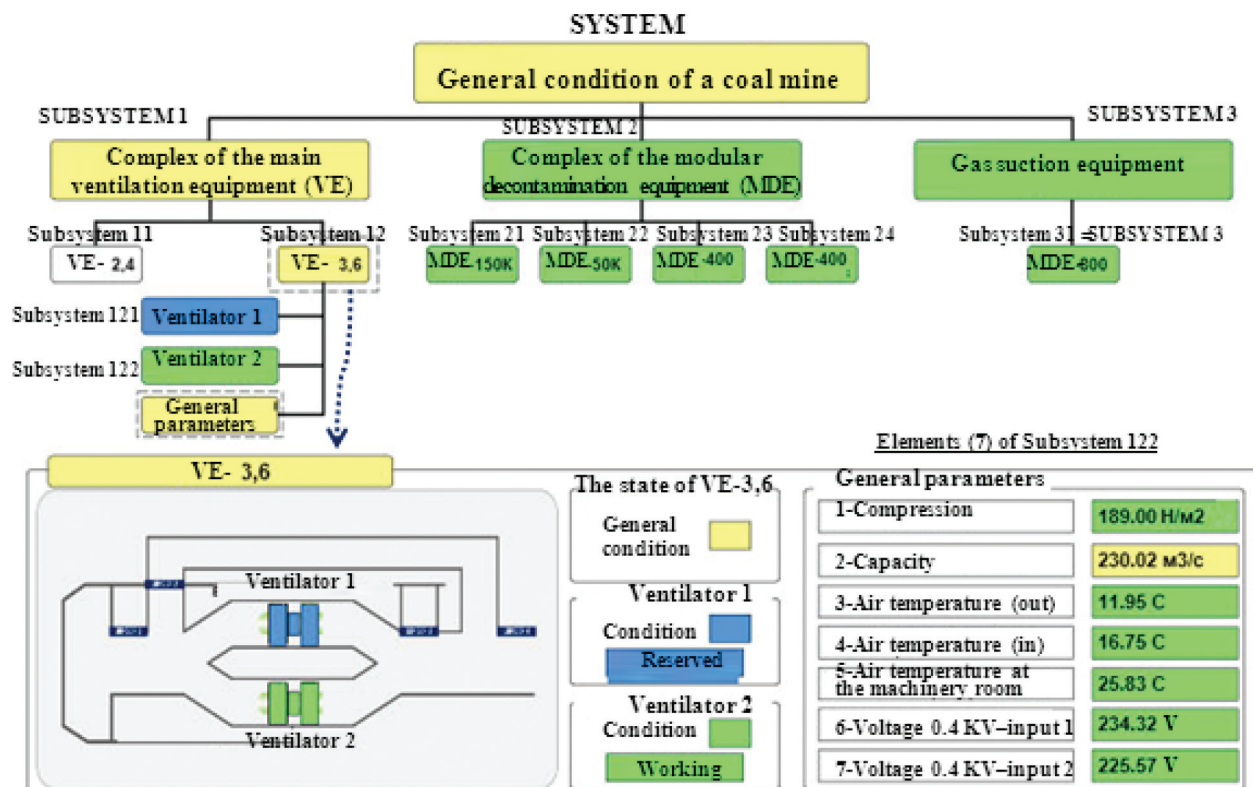 SYSTEM
General condition of a coal mine
SUBSYSTEM 1
SUBSYSTEM 2
SUBSYSTEM 3
Complex of the main
ventilation equipment (VE)
Complex of the modular
decontamination equipment (MDE)
Gas suction equipment
Subsystem 11
Subsystem 12
Subsystem 21
Subsystem 22
Subsystem 23
Subsystem 24
Subsystem 31 =SUBSYSTEM 3
VE- 2,4
VE- 3,6
MDE-150K
MDE-50K
MDE-400
MDE-400
MDE-800
Subsystem 121
Ventilator 1
Subsystem 122
Ventilator 2
General
parameters
Elements (7) of Subsystem 122
VE- 3,6
Ventilator 1
Ventilator 2
The state of VE-3,6
General
condition
Ventilator 1
Condition
Reserved
Ventilator 2
Condition
Working
General parameters
1-Compression
189.00 Н/м2
2-Capacity
230.02 м3/с
3-Air temperature (out)
11.95 C
4-Air temperature (in)
16.75 C
5-Air temperature at
the machinery room
25.83 C
6-Voltage 0.4 KV–input 1
234.32 V
7-Voltage 0.4 KV–input 2
225.57 V